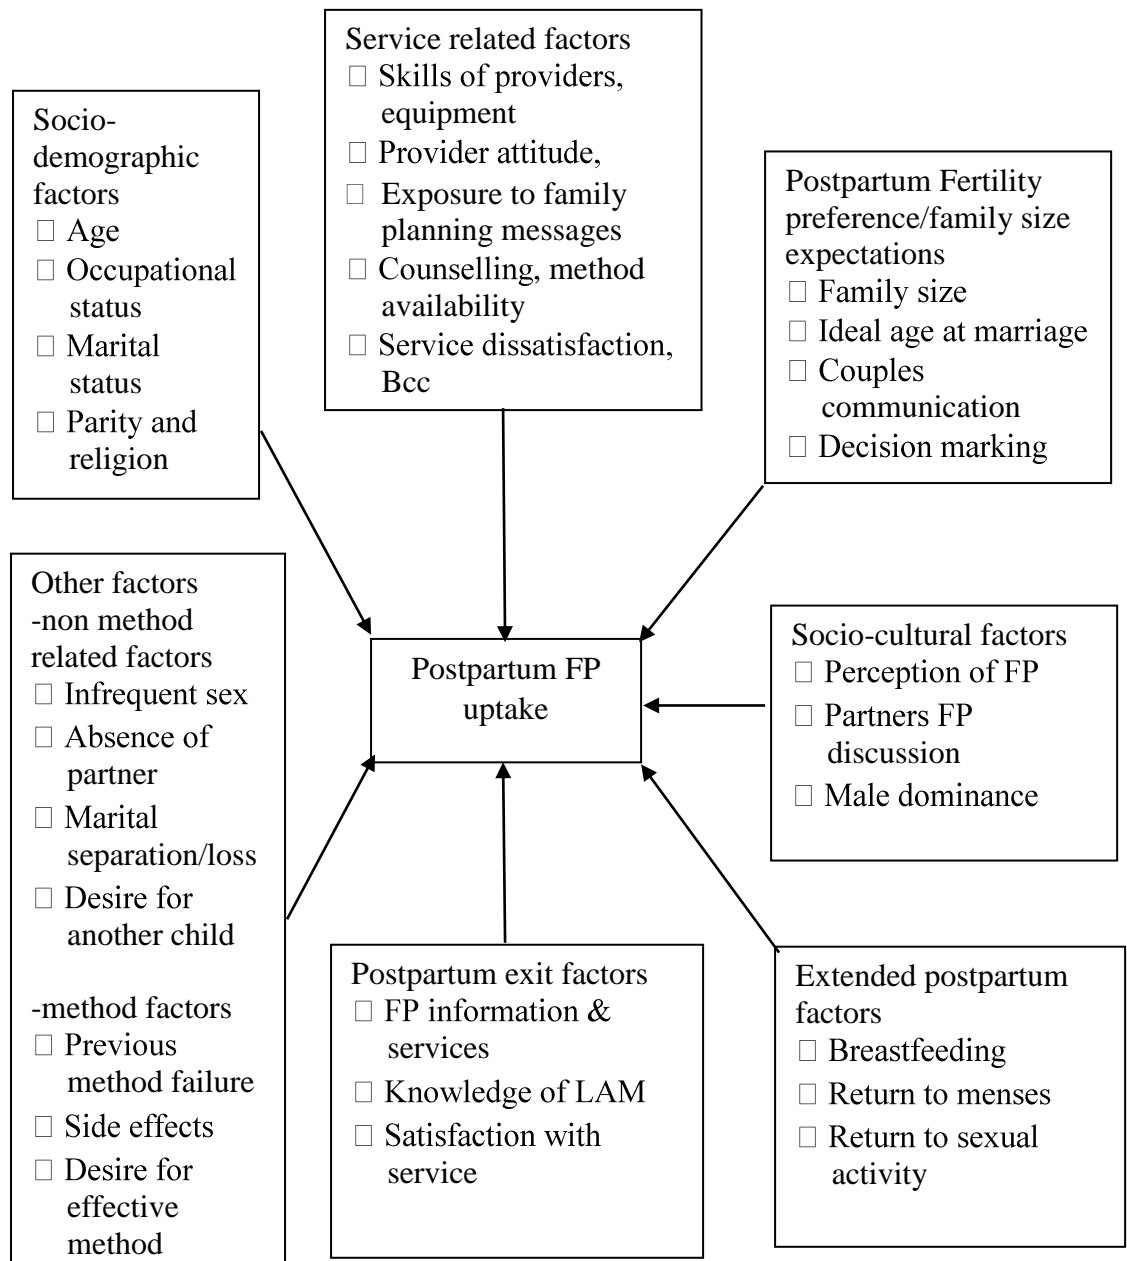 Service related factors
□ Skills of providers,
equipment
□ Provider attitude,
□ Exposure to family
planning messages
□ Counselling, method
availability
□ Service dissatisfaction,
Bcc
Socio-
demographic
factors
□ Age
□ Occupational
status
□ Marital
status
□ Parity and
religion
Postpartum Fertility
preference/family size
expectations
□ Family size
□ Ideal age at marriage
□ Couples
communication
□ Decision marking
Other factors
-non method
related factors
□ Infrequent sex
□ Absence of
partner
□ Marital
separation/loss
□ Desire for
another child
-method factors
□ Previous
method failure
□ Side effects
□ Desire for
effective
method
Postpartum FP
uptake
Socio-cultural factors
□ Perception of FP
□ Partners FP
discussion
□ Male dominance
Postpartum exit factors
□ FP information &
services
□ Knowledge of LAM
□ Satisfaction with
service
Extended postpartum
factors
□ Breastfeeding
□ Return to menses
□ Return to sexual
activity